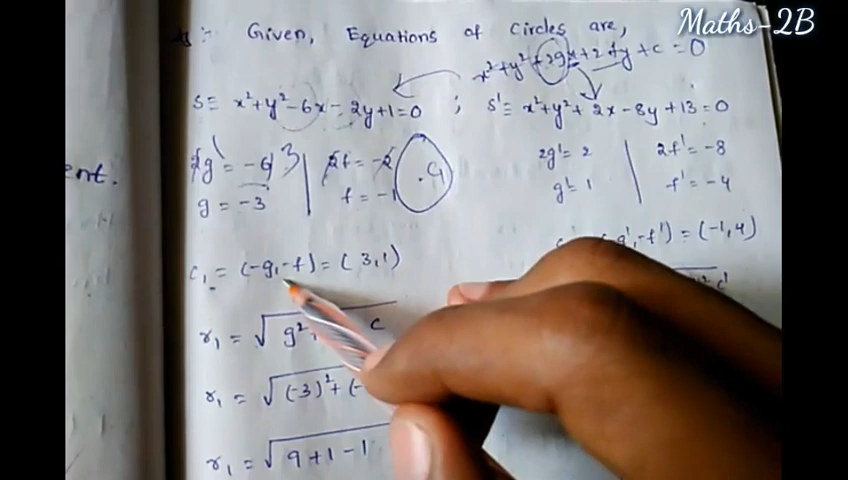 Maths-2B
Given, Equations of Circles are,
x²+y²+2gx+2fy+c=0
S≡ x²+y²-6x-2y+1=0 ; S'≡ x²+y²+2x-8y+13=0
2g=-6 3 | 2f=-2 .C₁ 2g'=2 | 2f'=-8
g=-3 | f=-1 g'=1 | f'=-4
ent.
C₁=(-g,-f)=(3,1) -f')=(-1,4)
r₁=√g² c c'
r₁=√(-3)²+(-
r₁=√9+1-1